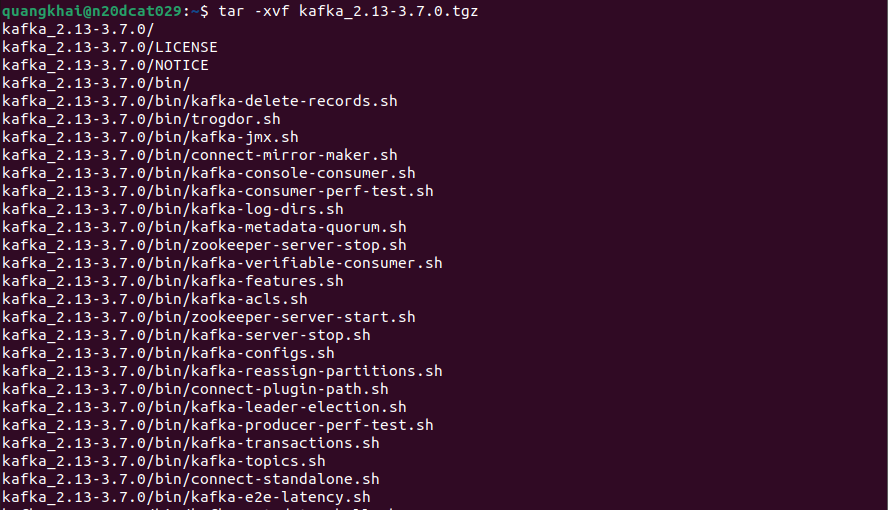 quangkhai@n20dcat029:~$ tar -xvf kafka_2.13-3.7.0.tgz
kafka_2.13-3.7.0/
kafka_2.13-3.7.0/LICENSE
kafka_2.13-3.7.0/NOTICE
kafka_2.13-3.7.0/bin/
kafka_2.13-3.7.0/bin/kafka-delete-records.sh
kafka_2.13-3.7.0/bin/trogdor.sh
kafka_2.13-3.7.0/bin/kafka-jmx.sh
kafka_2.13-3.7.0/bin/connect-mirror-maker.sh
kafka_2.13-3.7.0/bin/kafka-console-consumer.sh
kafka_2.13-3.7.0/bin/kafka-consumer-perf-test.sh
kafka_2.13-3.7.0/bin/kafka-log-dirs.sh
kafka_2.13-3.7.0/bin/kafka-metadata-quorum.sh
kafka_2.13-3.7.0/bin/zookeeper-server-stop.sh
kafka_2.13-3.7.0/bin/kafka-verifiable-consumer.sh
kafka_2.13-3.7.0/bin/kafka-features.sh
kafka_2.13-3.7.0/bin/kafka-acls.sh
kafka_2.13-3.7.0/bin/zookeeper-server-start.sh
kafka_2.13-3.7.0/bin/kafka-server-stop.sh
kafka_2.13-3.7.0/bin/kafka-configs.sh
kafka_2.13-3.7.0/bin/kafka-reassign-partitions.sh
kafka_2.13-3.7.0/bin/connect-plugin-path.sh
kafka_2.13-3.7.0/bin/kafka-leader-election.sh
kafka_2.13-3.7.0/bin/kafka-producer-perf-test.sh
kafka_2.13-3.7.0/bin/kafka-transactions.sh
kafka_2.13-3.7.0/bin/kafka-topics.sh
kafka_2.13-3.7.0/bin/connect-standalone.sh
kafka_2.13-3.7.0/bin/kafka-e2e-latency.sh